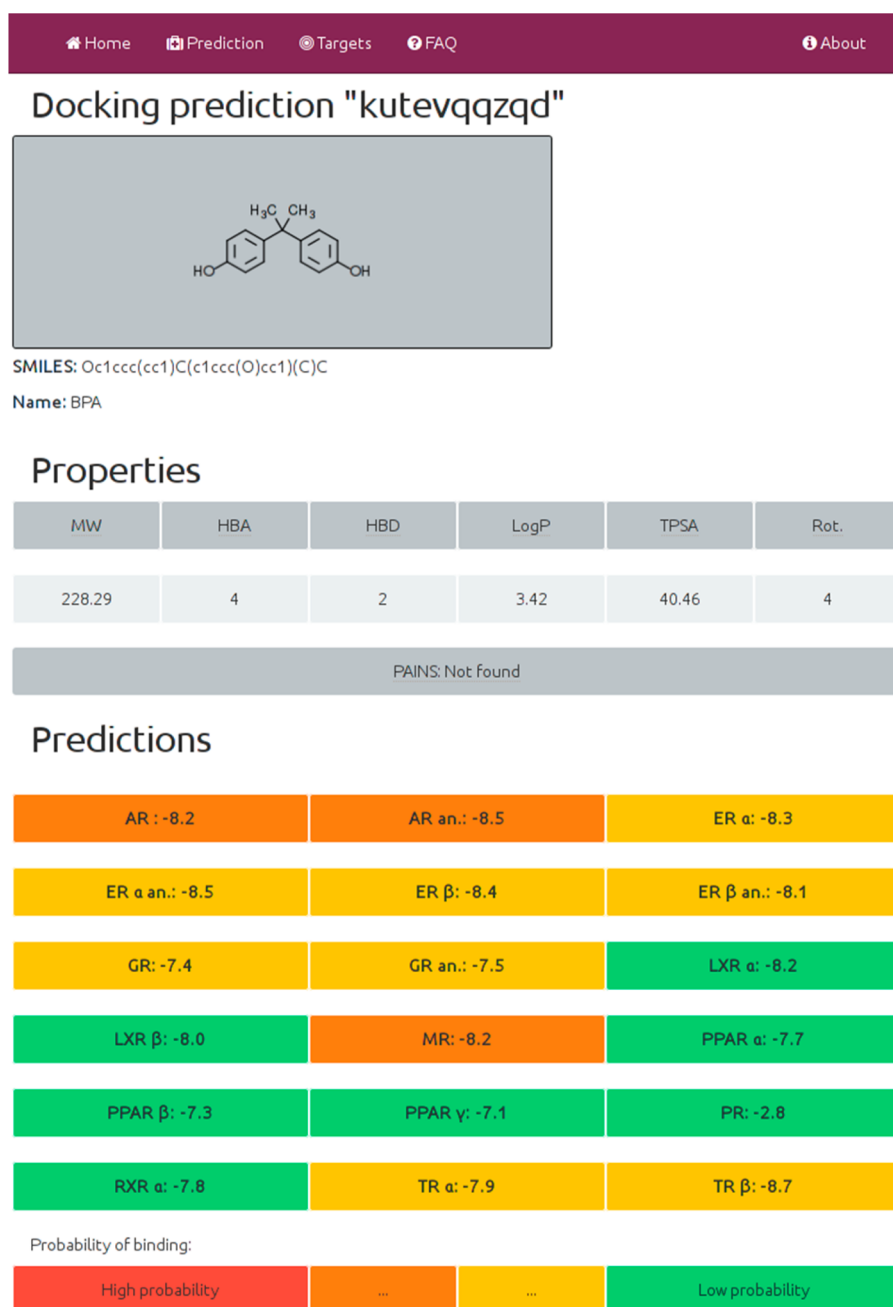 Home Prediction Targets FAQ About
Docking prediction "kutevqqzqd"
H₃C CH₃
HO OH
SMILES: Oc1ccc(cc1)C(c1ccc(O)cc1)(C)C
Name: BPA
Properties
MW HBA HBD LogP TPSA Rot.
228.29 4 2 3.42 40.46 4
PAINS: Not found
Predictions
AR : -8.2 AR an.: -8.5 ER α: -8.3
ER α an.: -8.5 ER β: -8.4 ER β an.: -8.1
GR: -7.4 GR an.: -7.5 LXR α: -8.2
LXR β: -8.0 MR: -8.2 PPAR α: -7.7
PPAR β: -7.3 PPAR γ: -7.1 PR: -2.8
RXR α: -7.8 TR α: -7.9 TR β: -8.7
Probability of binding:
High probability ... ... Low probability